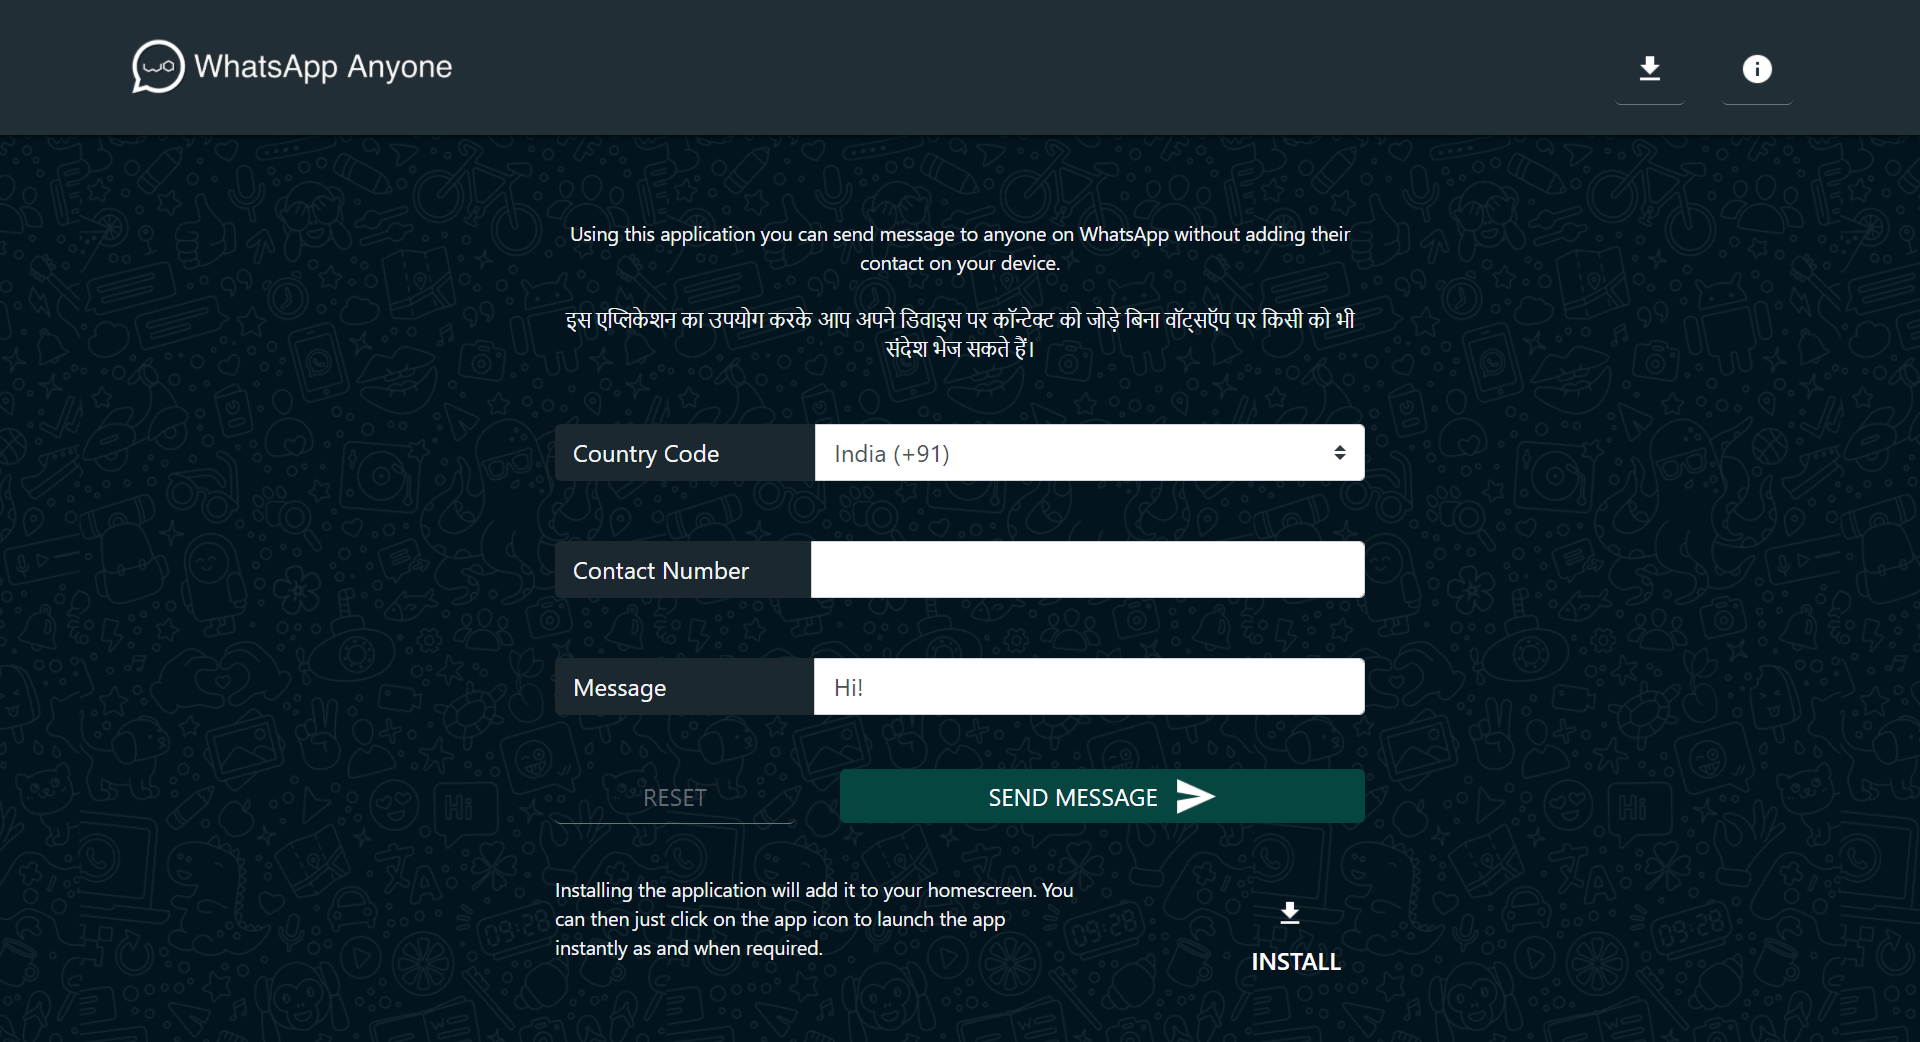 WhatsApp Anyone
Using this application you can send message to anyone on WhatsApp without adding their
contact on your device.
इस एप्लिकेशन का उपयोग करके आप अपने डिवाइस पर कॉन्टेक्ट को जोड़े बिना वॉट्सऍप पर किसी को भी
संदेश भेज सकते हैं।
Country Code
India (+91)
Contact Number
Message
Hi!
RESET
SEND MESSAGE
Installing the application will add it to your homescreen. You
can then just click on the app icon to launch the app
instantly as and when required.
INSTALL